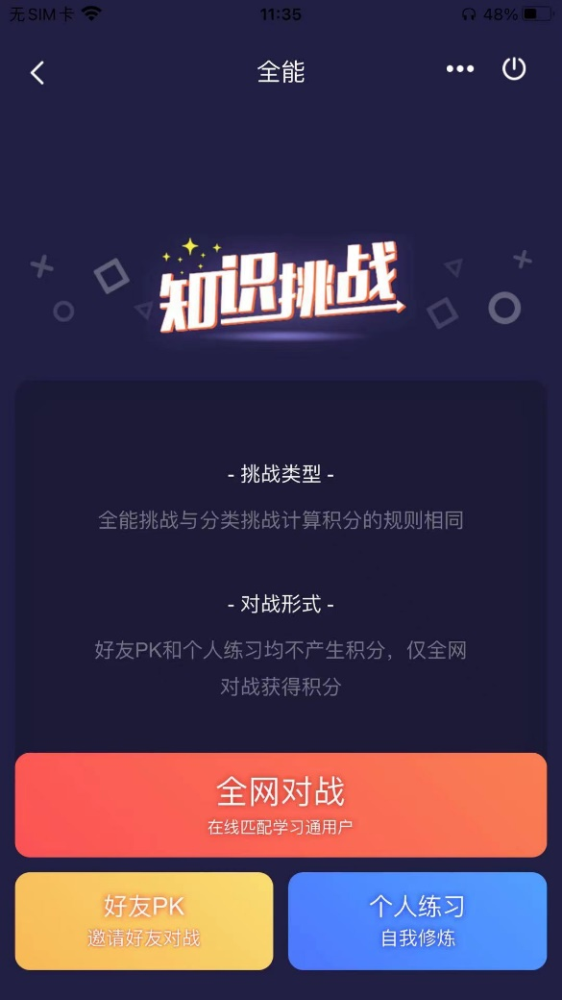 无SIM卡 11:35 48%
全能
知识挑战
- 挑战类型 -
全能挑战与分类挑战计算积分的规则相同
- 对战形式 -
好友PK和个人练习均不产生积分，仅全网
对战获得积分
全网对战
在线匹配学习通用户
好友PK
邀请好友对战
个人练习
自我修炼